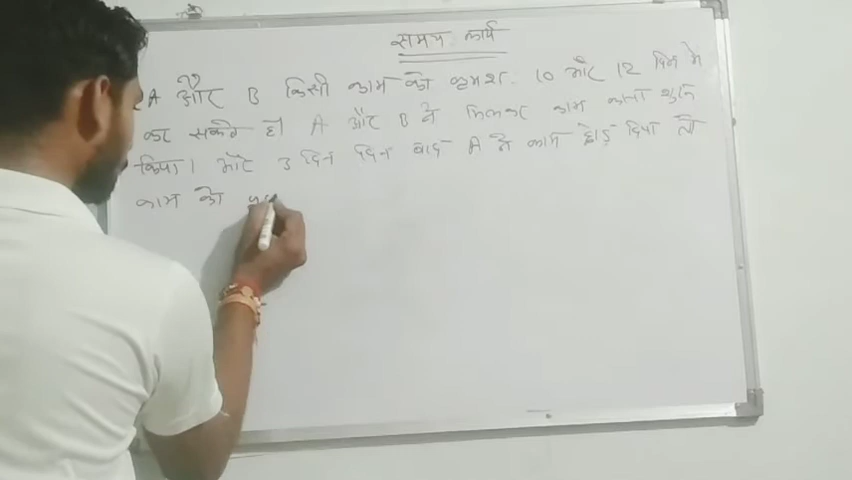 समय कार्य
A और B किसी काम को क्रमश 10 और 12 दिन मे
कर सकते है। A और B ने मिलकर काम करना शुरू
किया। और 3 दिन दिन बाद A ने काम छोड़ दिया तो
काम को